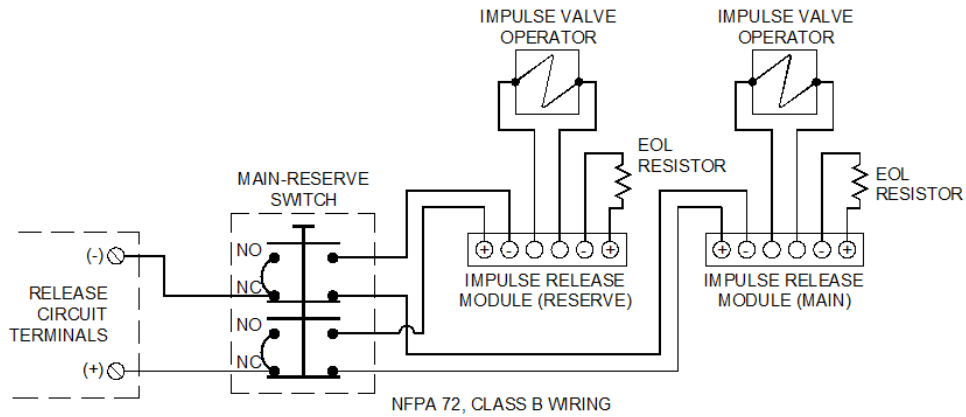 IMPULSE VALVE
OPERATOR
IMPULSE VALVE
OPERATOR
EOL
RESISTOR
EOL
RESISTOR
MAIN-RESERVE
SWITCH
NO
NC
NO
NC
(-)
RELEASE
CIRCUIT
TERMINALS
(+)
+ - - +
IMPULSE RELEASE
MODULE (RESERVE)
+ - - +
IMPULSE RELEASE
MODULE (MAIN)
NFPA 72, CLASS B WIRING